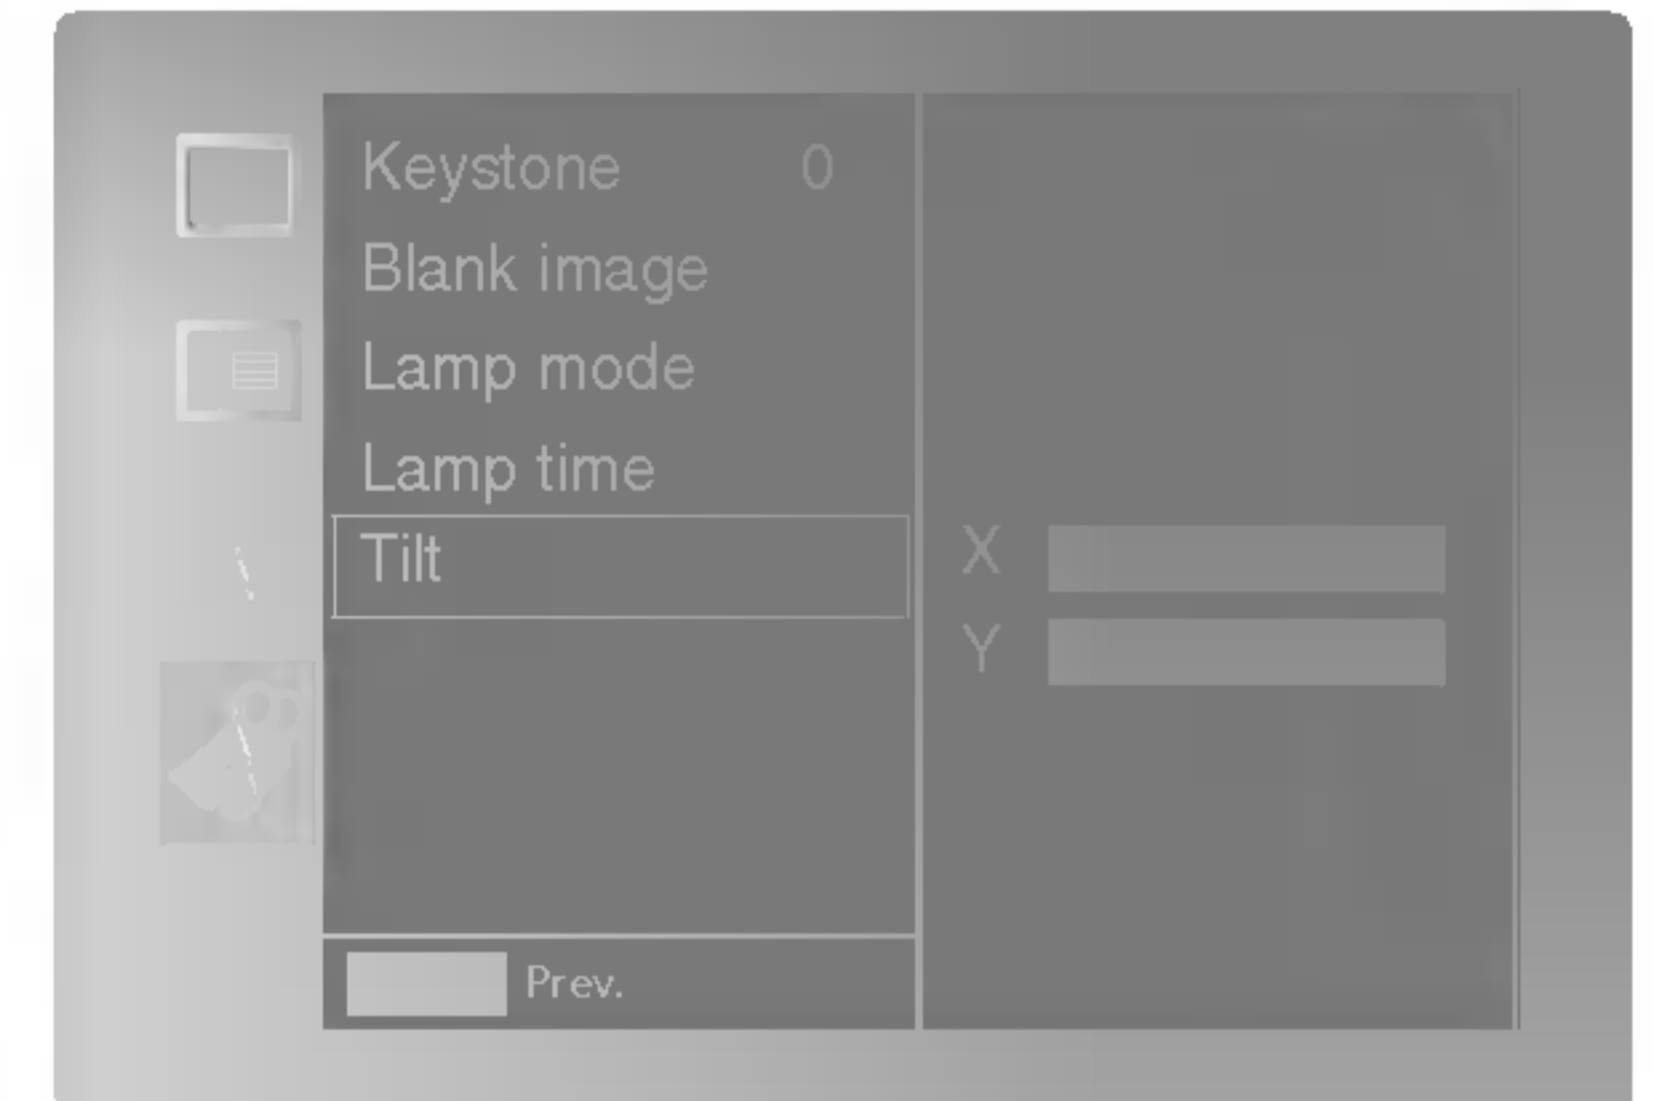 Keystone 0
Blank image
Lamp mode
Lamp time
Tilt
X
Y
Prev.